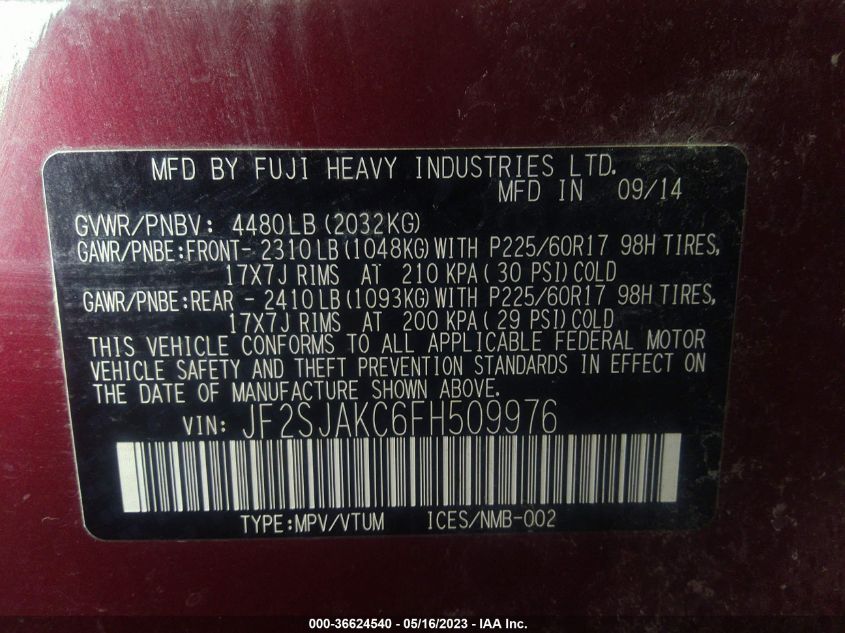 MFD BY FUJI HEAVY INDUSTRIES LTD.
MFD IN 09/14
GVWR/PNBV: 4480LB(2032KG)
GAWR/PNBE:FRONT- 2310LB(1048KG)WITH P225/60R17 98H TIRES,
17X7J RIMS AT 210 KPA( 30 PSI)COLD
GAWR/PNBE:REAR - 2410LB(1093KG)WITH P225/60R17 98H TIRES,
17X7J RIMS AT 200 KPA( 29 PSI)COLD
THIS VEHICLE CONFORMS TO ALL APPLICABLE FEDERAL MOTOR
VEHICLE SAFETY AND THEFT PREVENTION STANDARDS IN EFFECT ON
THE DATE OF MANUFACTURE SHOWN ABOVE.
VIN: JF2SJAKC6FH509976
TYPE:MPV/VTUM ICES/NMB-002
000-36624540 - 05/16/2023 - IAA Inc.